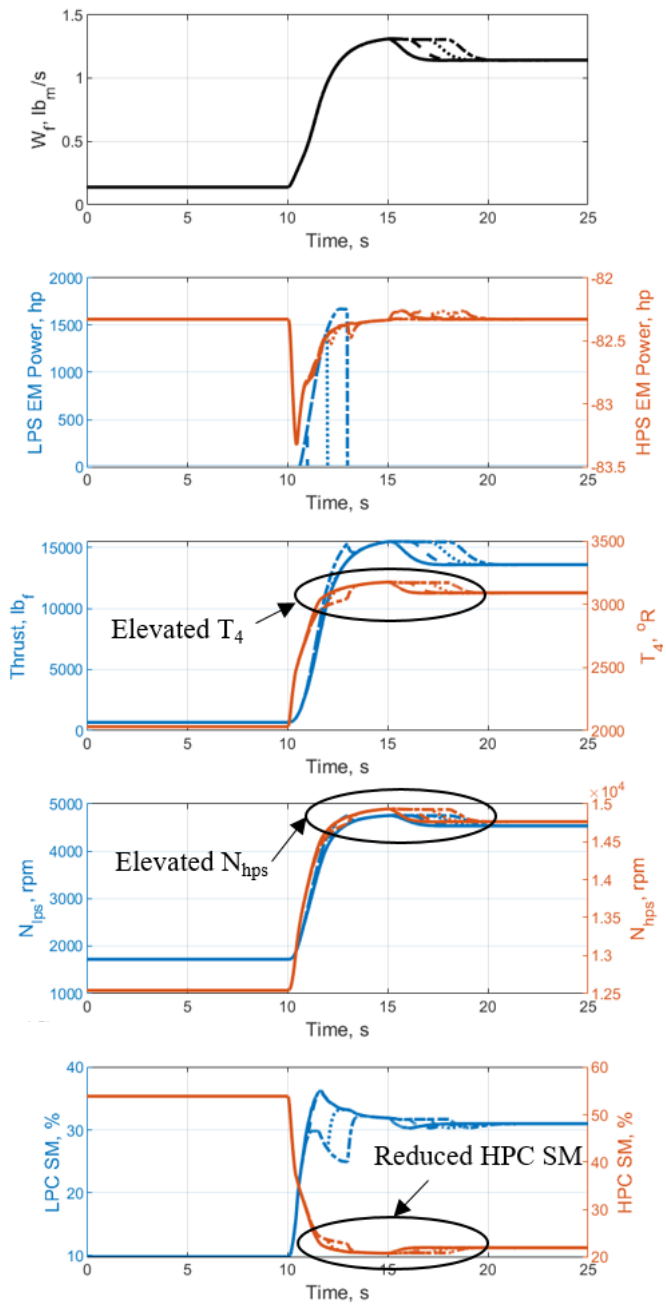 1.5
1
0.5
0
W_f, lb_m/s
0 5 10 15 20 25
Time, s
2000
1500
1000
500
0
LPS EM Power, hp
-82
-82.5
-83
-83.5
HPS EM Power, hp
0 5 10 15 20 25
Time, s
15000
10000
5000
0
Thrust, lb_f
3500
3000
2500
2000
T_4, °R
Elevated T_4
0 5 10 15 20 25
Time, s
×10^4
5000
4000
3000
2000
1000
N_lps, rpm
1.5
1.45
1.4
1.35
1.3
1.25
N_hps, rpm
Elevated N_hps
0 5 10 15 20 25
Time, s
40
30
20
10
LPC SM, %
60
50
40
30
20
HPC SM, %
Reduced HPC SM
0 5 10 15 20 25
Time, s